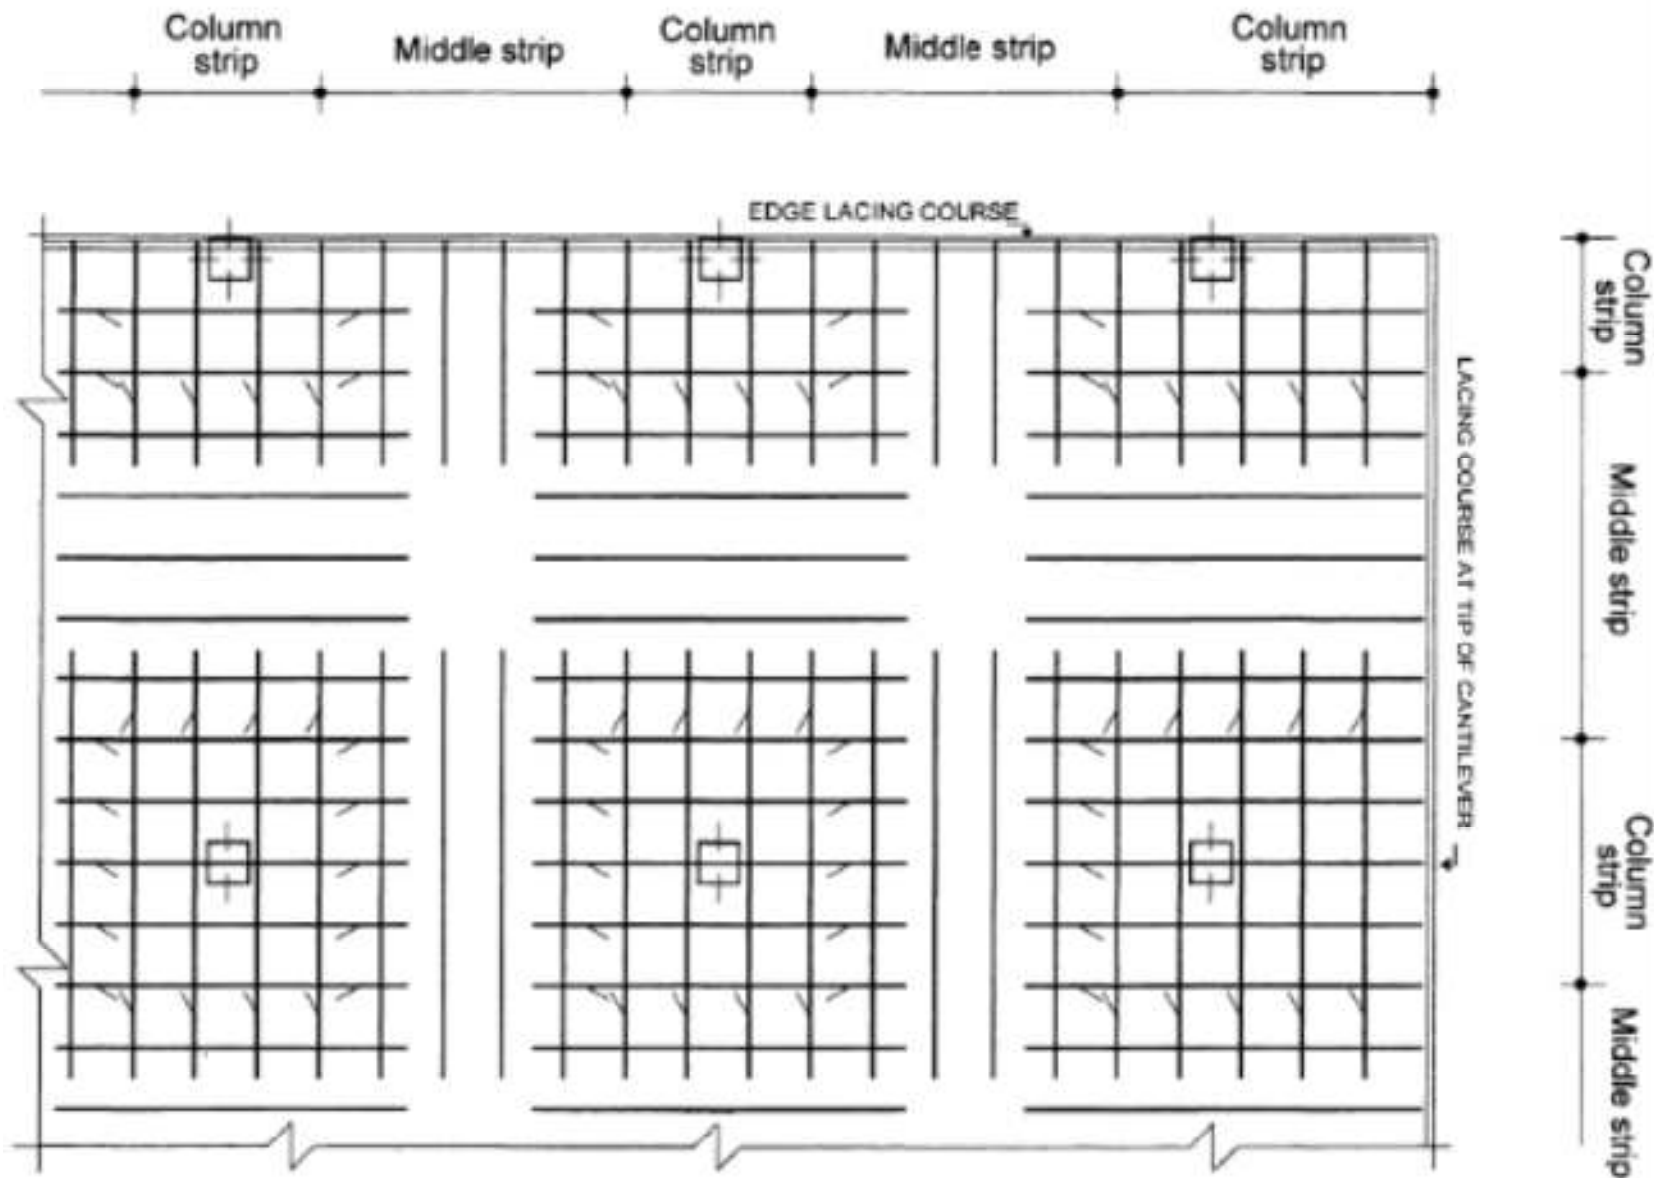 Column
strip
Middle strip
Column
strip
Middle strip
Column
strip
EDGE LACING COURSE
Column
strip
LACING COURSE AT TIP OF CANTILEVER
Middle strip
Column
strip
Middle strip